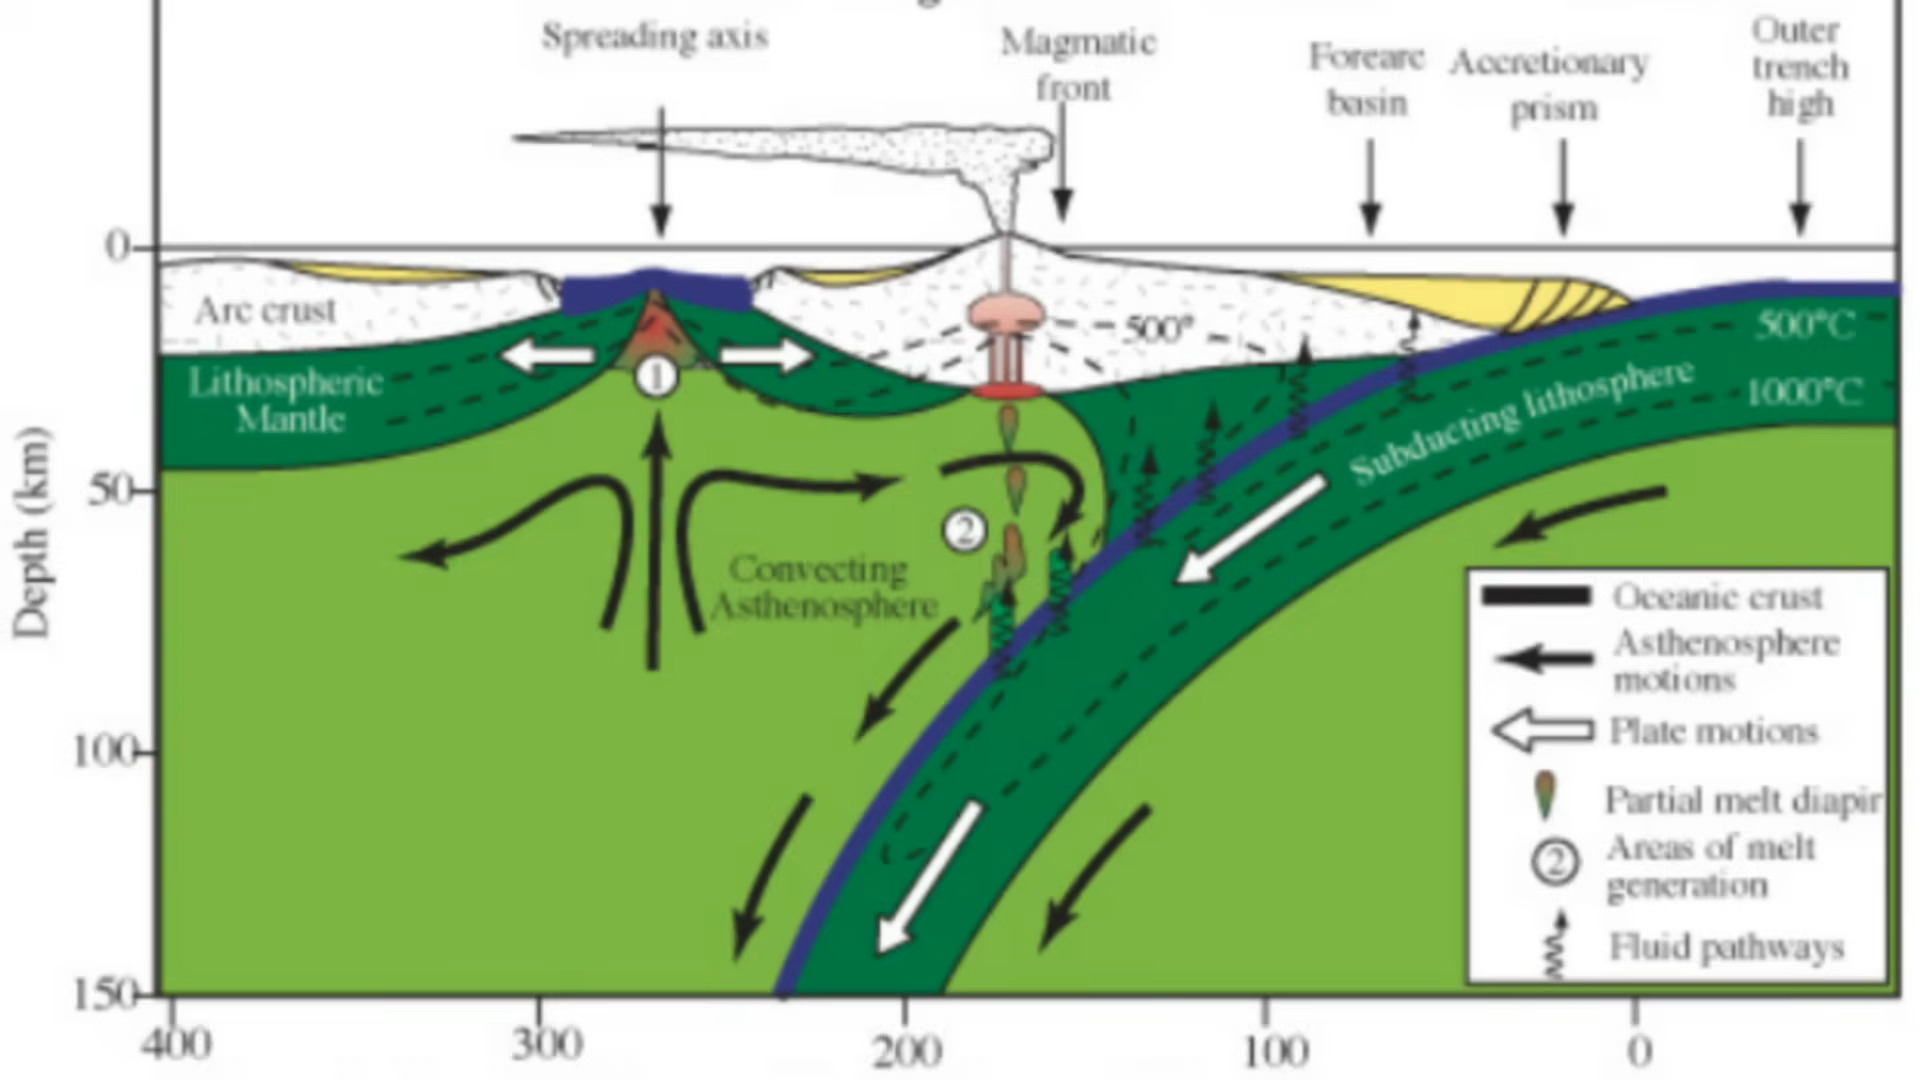 Spreading axis
Magmatic
front
Forearc
basin
Accretionary
prism
Outer
trench
high
0
Arc crust
500°
500°C
Lithospheric
Mantle
1
1000°C
Subducting lithosphere
Depth (km)
50
2
Convecting
Asthenosphere
Oceanic crust
Asthenosphere
motions
Plate motions
100
Partial melt diapir
2
Areas of melt
generation
Fluid pathways
150
400
300
200
100
0